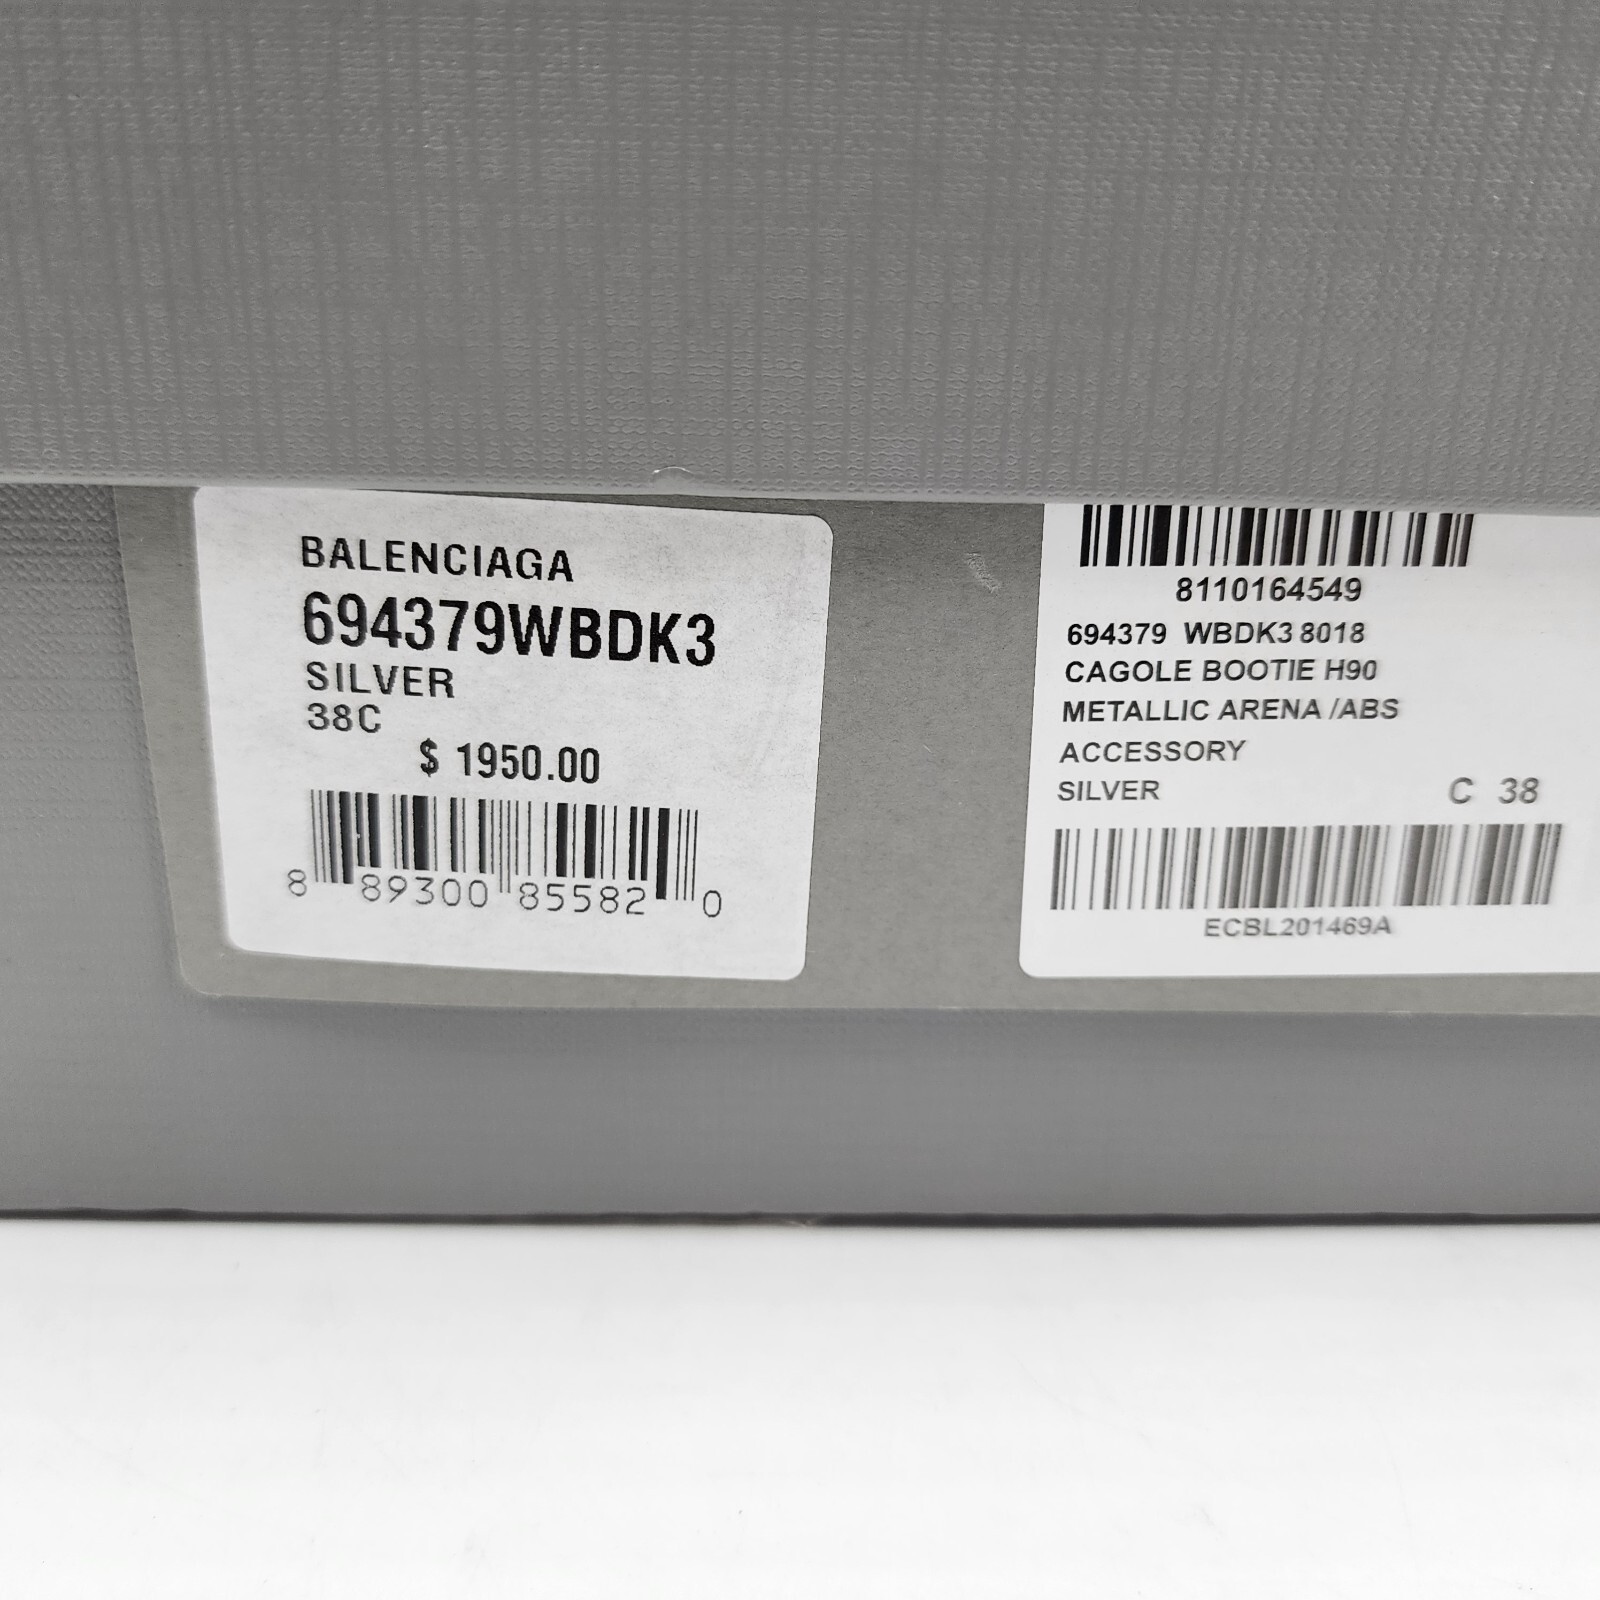 BALENCIAGA
694379WBDK3
SILVER
38C
$ 1950.00
8 89300 85582 0
8110164549
694379 WBDK3 8018
CAGOLE BOOTIE H90
METALLIC ARENA /ABS
ACCESSORY
SILVER C 38
ECBL201469A